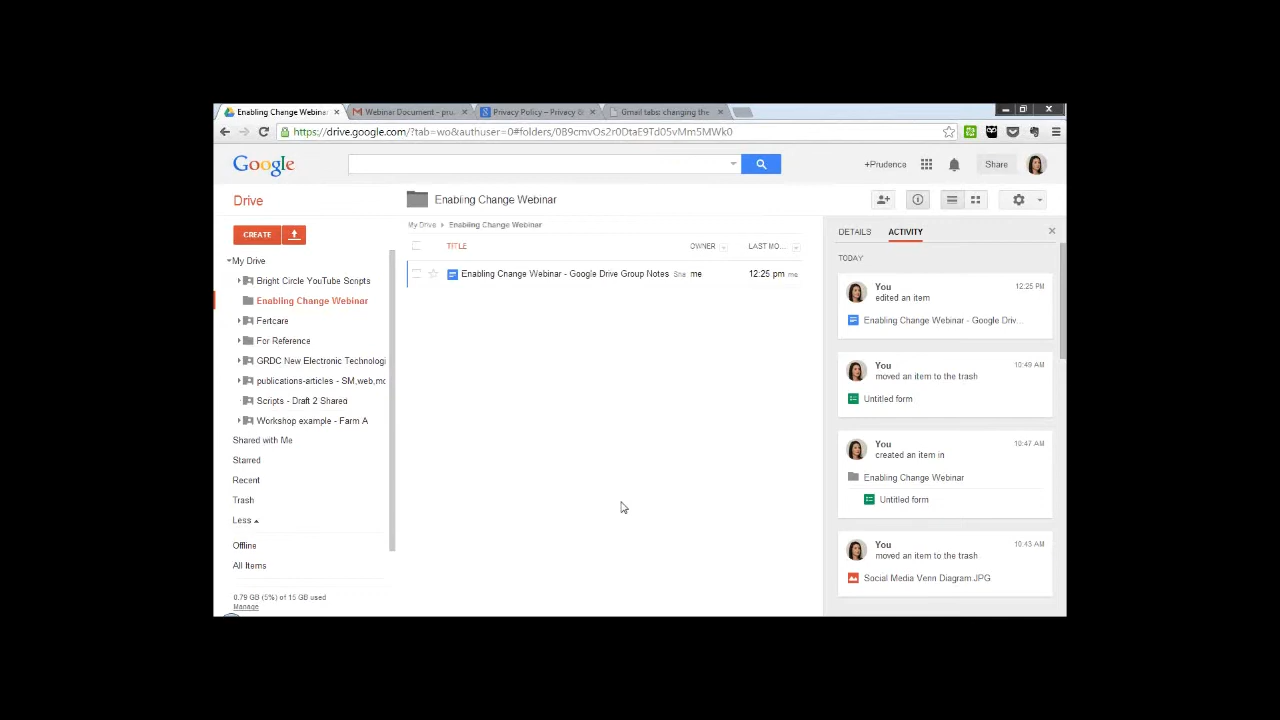 Enabling Change Webinar
Webinar Document - pru
Privacy Policy – Privacy &
Gmail tabs: changing the
https://drive.google.com/?tab=wo&authuser=0#folders/0B9cmvOs2r0DtaE9Td05vMm5MWk0
Google
+Prudence
Share
Drive
Enabling Change Webinar
CREATE
My Drive
Bright Circle YouTube Scripts
Enabling Change Webinar
Fertcare
For Reference
GRDC New Electronic Technologi
publications-articles - SM,web,mo
Scripts - Draft 2 Shared
Workshop example - Farm A
Shared with Me
Starred
Recent
Trash
Less
Offline
All Items
0.79 GB (5%) of 15 GB used
Manage
My Drive Enabling Change Webinar
TITLE OWNER LAST MO...
Enabling Change Webinar - Google Drive Group Notes Sha me 12:25 pm me
DETAILS ACTIVITY
TODAY
You 12:25 PM
edited an item
Enabling Change Webinar - Google Driv...
You 10:49 AM
moved an item to the trash
Untitled form
You 10:47 AM
created an item in
Enabling Change Webinar
Untitled form
You 10:43 AM
moved an item to the trash
Social Media Venn Diagram.JPG